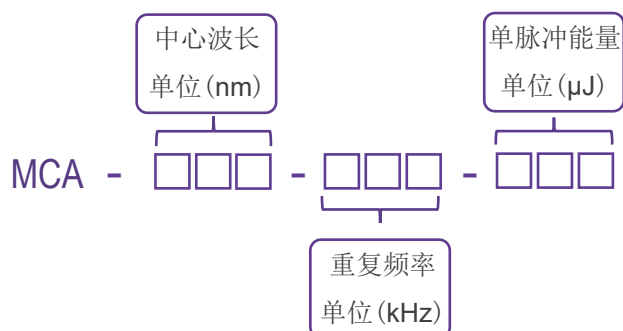 中心波长
单位(nm)
单脉冲能量
单位(μJ)
MCA - □□□ - □□□ - □□□
重复频率
单位(kHz)